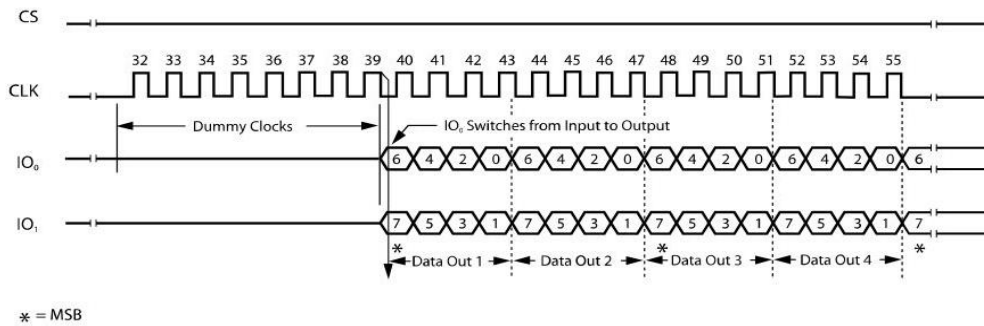 CS
32 33 34 35 36 37 38 39 40 41 42 43 44 45 46 47 48 49 50 51 52 53 54 55
CLK
Dummy Clocks
IO₀ Switches from Input to Output
IO₀ 6 4 2 0 6 4 2 0 6 4 2 0 6 4 2 0 6
IO₁ 7 5 3 1 7 5 3 1 7 5 3 1 7 5 3 1 7
* * *
Data Out 1 Data Out 2 Data Out 3 Data Out 4
* = MSB